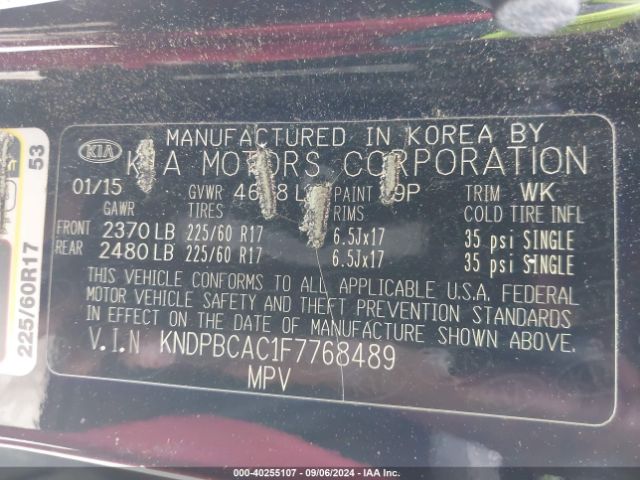 MANUFACTURED IN KOREA BY
KIA
KIA MOTORS CORPORATION
01/15 GVWR PAINT TRIM WK
GAWR TIRES RIMS COLD TIRE INFL
FRONT 2370 LB 225/60 R17 6.5Jx17 35 psi SINGLE
REAR 2480 LB 225/60 R17 6.5Jx17 35 psi SINGLE
THIS VEHICLE CONFORMS TO ALL APPLICABLE U.S.A. FEDERAL
MOTOR VEHICLE SAFETY AND THEFT PREVENTION STANDARDS
IN EFFECT ON THE DATE OF MANUFACTURE SHOWN ABOVE.
V.I.N KNDPBCAC1F7768489
MPV
225/60R17 53
000-40255107 - 09/06/2024 - IAA Inc.